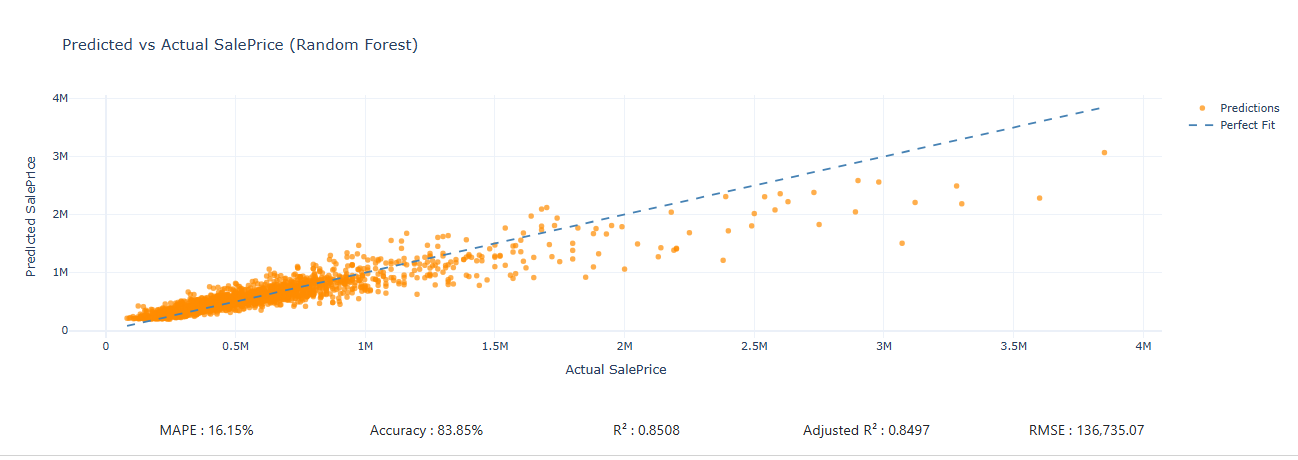 Predicted vs Actual SalePrice (Random Forest)
4M
3M
2M
1M
0
Predicted SalePrice
0 0.5M 1M 1.5M 2M 2.5M 3M 3.5M 4M
Actual SalePrice
Predictions
Perfect Fit
MAPE : 16.15% Accuracy : 83.85% R² : 0.8508 Adjusted R² : 0.8497 RMSE : 136,735.07